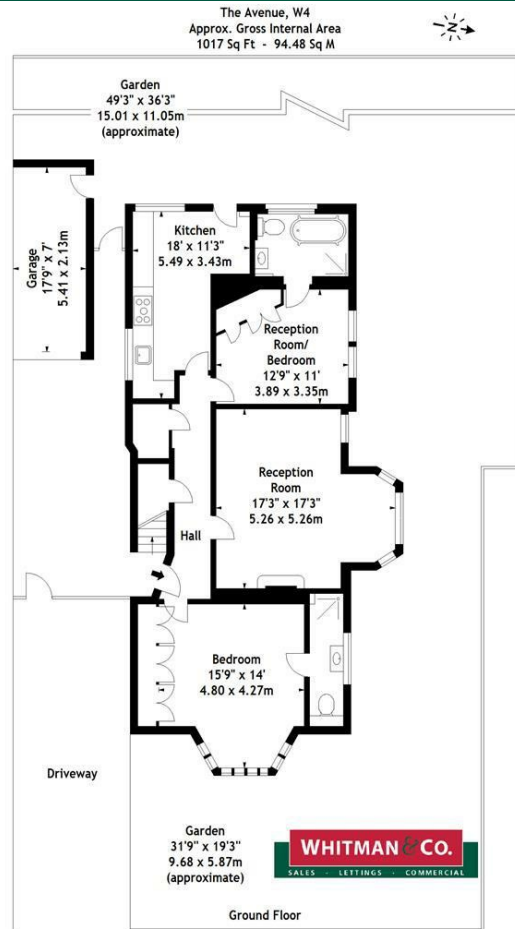 The Avenue, W4
Approx. Gross Internal Area
1017 Sq Ft - 94.48 Sq M
N
Garden
49'3" x 36'3"
15.01 x 11.05m
(approximate)
Garage
17'9" x 7'
5.41 x 2.13m
Kitchen
18' x 11'3"
5.49 x 3.43m
Reception
Room/
Bedroom
12'9" x 11'
3.89 x 3.35m
Reception
Room
17'3" x 17'3"
5.26 x 5.26m
Hall
Bedroom
15'9" x 14'
4.80 x 4.27m
Driveway
Garden
31'9" x 19'3"
9.68 x 5.87m
(approximate)
WHITMAN & CO.
SALES · LETTINGS · COMMERCIAL
Ground Floor